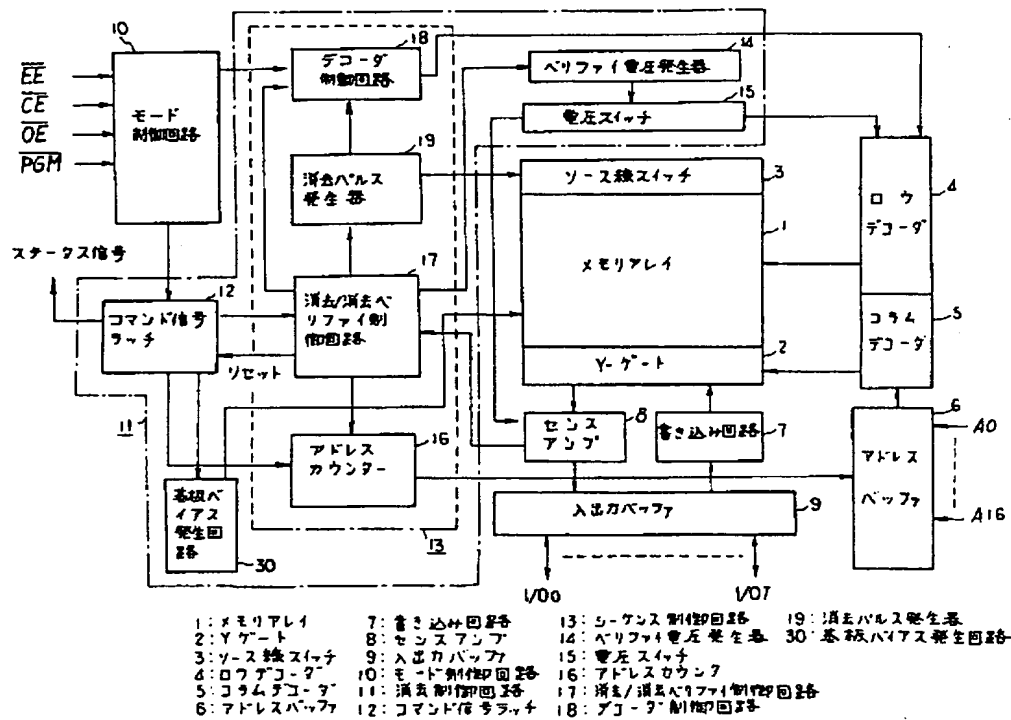 10
EE
CE
OE
PGM
モード
制御回路
18
デコーダ
制御回路
14
ベリファイ電圧発生器
15
電圧スイッチ
19
消去パルス
発生器
ソース線スイッチ
3
メモリアレイ
1
ロウ
デコーダ
4
ステータス信号
12
コマンド信号
ラッチ
17
消去/消去ベ
リファイ制
御回路
リセット
コラム
デコーダ
5
Y-ゲート
2
11
16
アドレス
カウンター
8
センス
アンプ
書き込み回路
7
6
アドレス
バッファ
A0
A16
基板バ
イアス
発生回
路
30
13
入出力バッファ
9
I/O0
I/O7
1:メモリアレイ 7:書き込み回路 13:シーケンス制御回路 19:消去パルス発生器
2:Yゲート 8:センスアンプ 14:ベリファイ電圧発生器 30:基板バイアス発生回路
3:ソース線スイッチ 9:入出力バッファ 15:電圧スイッチ
4:ロウデコーダ 10:モード制御回路 16:アドレスカウンタ
5:コラムデコーダ 11:消去制御回路 17:消去/消去ベリファイ制御回路
6:アドレスバッファ 12:コマンド信号ラッチ 18:デコーダ制御回路